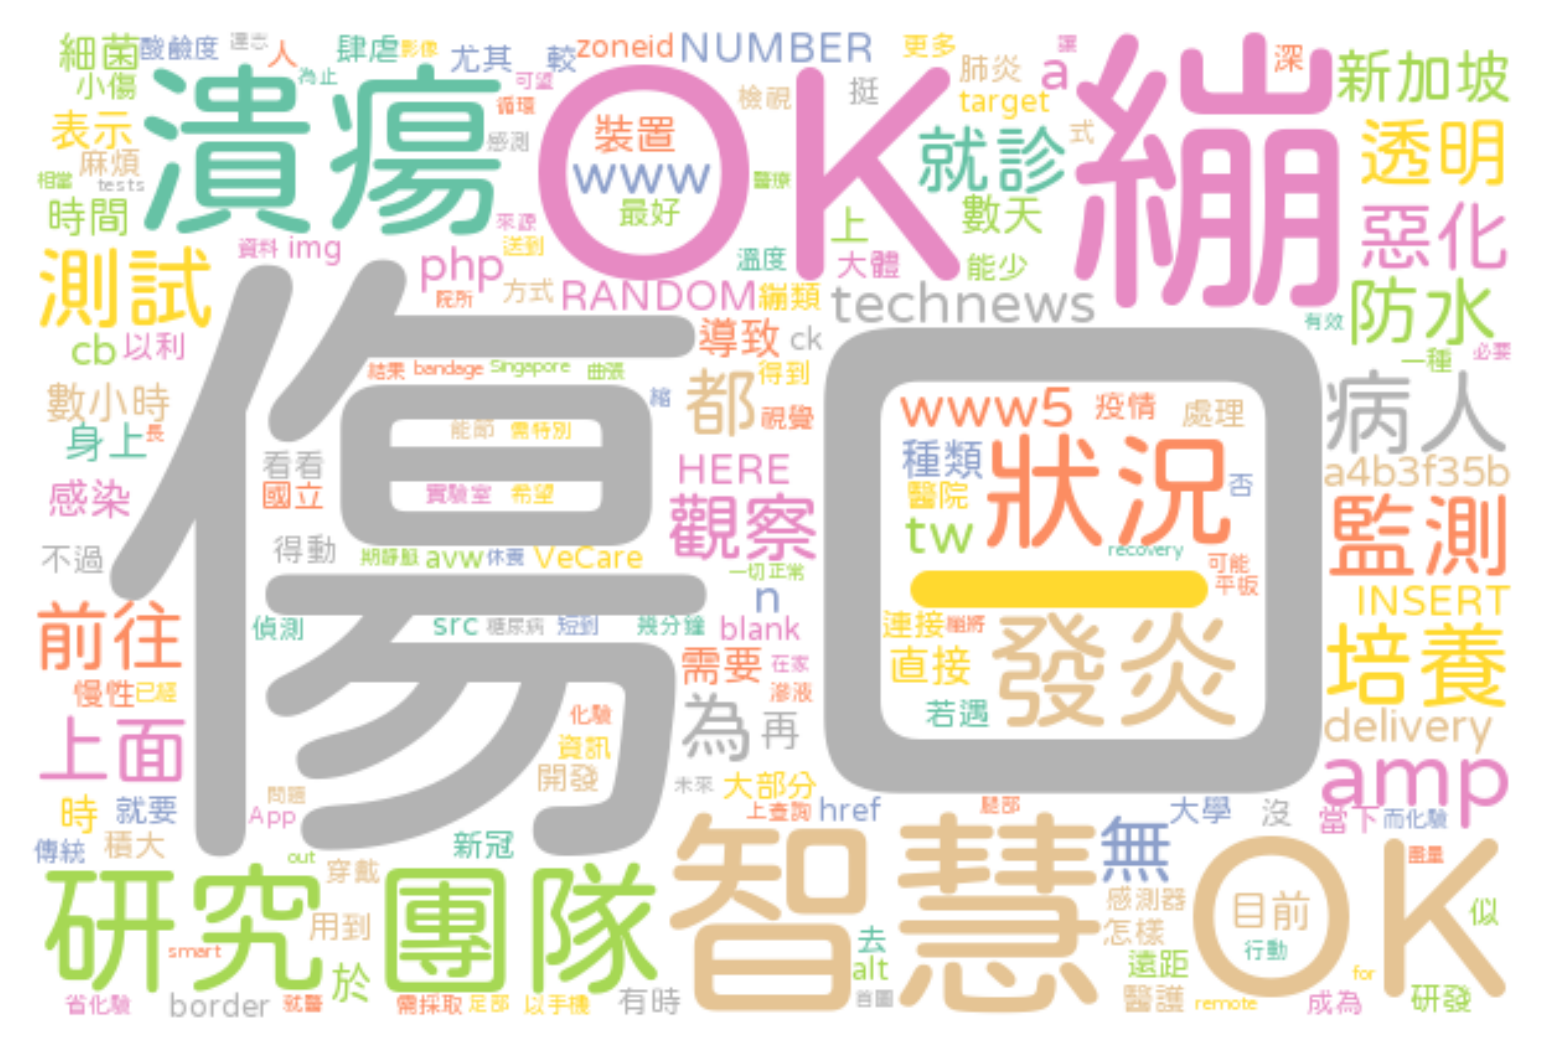 細菌 酸鹼度 人 肆虐 影像 尤其 較 zoneid NUMBER 更多 讓 深 新加坡
小傷 為止 可望 檢視 挺 肺炎 a
潰瘍 OK繃
表示 循環 裝置 target 式 透明
麻煩 感測 www 就診
相當 tests 醫療
時間 來源 最好 上 數天 惡化
測試 資料 img 送到 溫度 大體 能少
php 院所 方式 RANDOM 繃類 technews 防水
cb 以利 導致 ck 有效 一種 必要
傷口
結果 bandage Singapore 曲張 得到
數小時 縮 都 視覺 www5 疫情 處理 病人
身上 長 能節 需特別 種類 狀況
看看 HERE 醫院 否 a4b3f35b
感染 國立 實驗室 希望 觀察 tw 監測
不過 得動 avw 休養 VeCare recovery 可能
一切正常 平板 一
前往 n INSERT
偵測 src 糖尿病 短到 幾分鐘 blank 連接 發炎 培養
慢性 已經 需要 在家 直接
滲液
上面 化驗 為 再 若遇 delivery
資訊
開發 未來 大部分 amp
時 就要 問題 App 上查詢 href 腿部 大學 沒 當下 而化驗
傳統 積大 out 新冠 智慧 無 OK
研究 穿戴 團隊 感測器 目前 似
smart 用到 去 怎樣 行動
於 alt 遠距 for
省化驗 border 就醫 需採取 足部 以手機 有時 首圖 醫護 remote 成為 研發